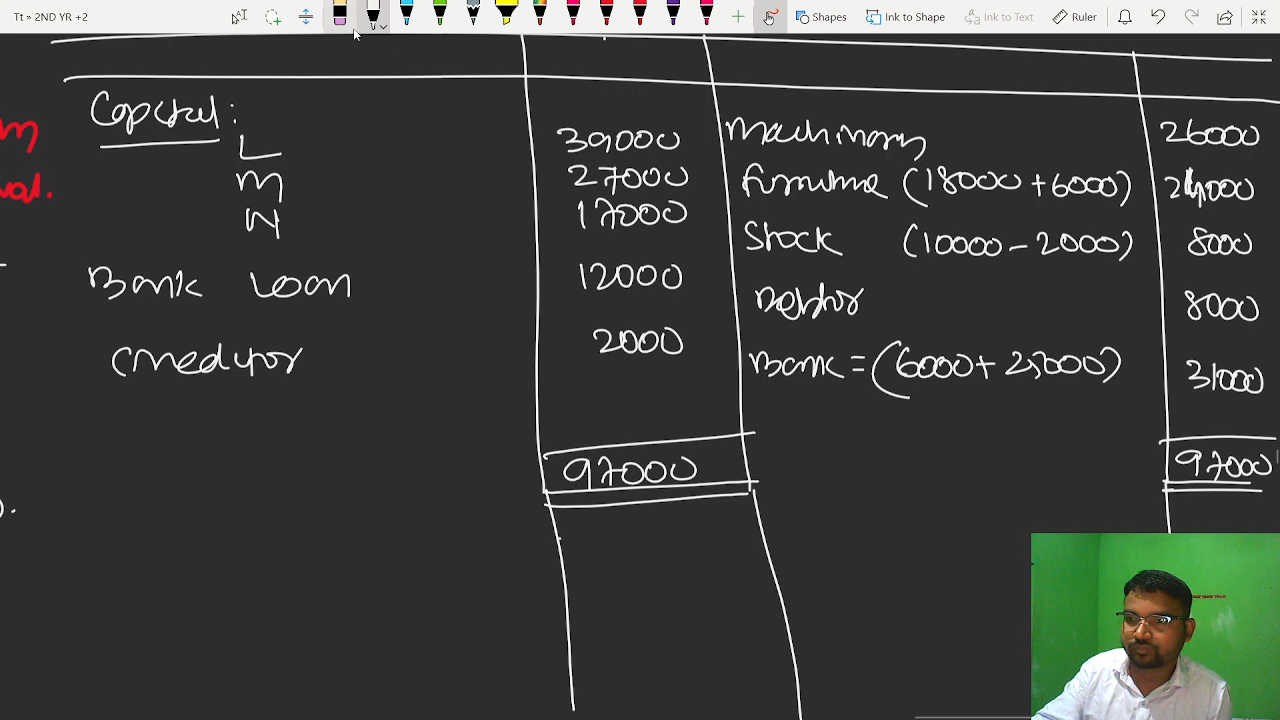 Tt » 2ND YR +2
Shapes Ink to Shape Ink to Text Ruler
m
val.
Capital:
L 39000
M 27000
N 17000
Bank Loan 12000
Creditor 2000
97000
Machinery 26000
Furniture (18000+6000) 24000
Stock (10000-2000) 8000
Debtor 8000
Bank = (6000+25000) 31000
97000
).